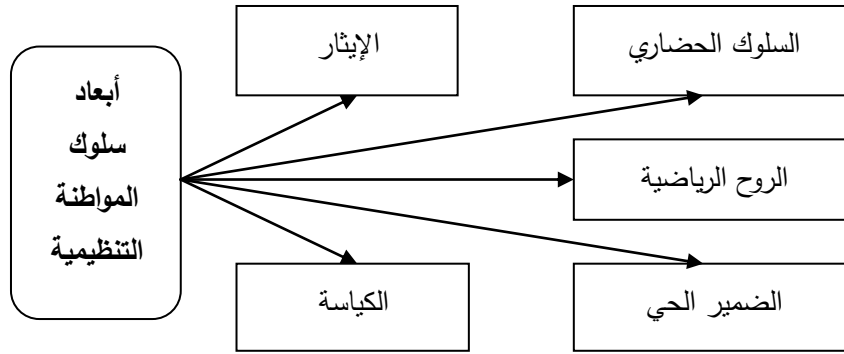 السلوك الحضاري
الإيثار
أبعاد
سلوك
المواطنة
التنظيمية
الروح الرياضية
الضمير الحي
الكياسة